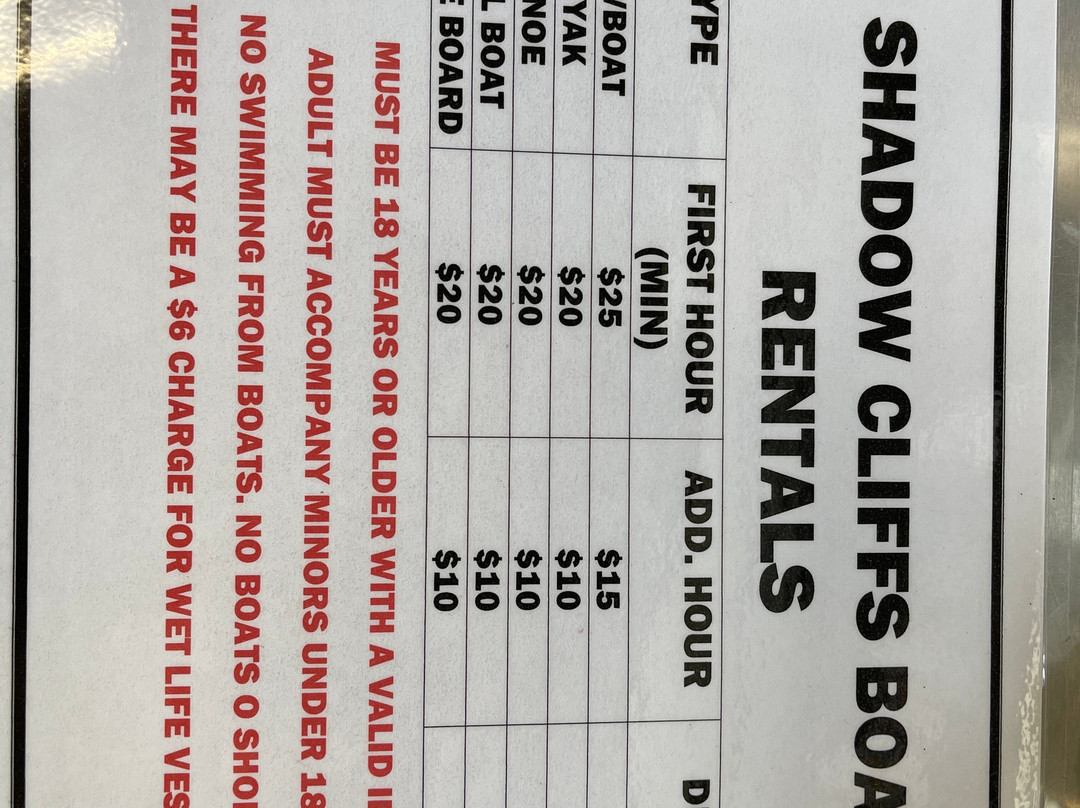 SHADOW CLIFFS BOA
RENTALS
YPE FIRST HOUR (MIN) ADD. HOUR
/BOAT $25 $15
YAK $20 $10
NOE $20 $10
L BOAT $20 $10
E BOARD $20 $10
MUST BE 18 YEARS OR OLDER WITH A VALID
ADULT MUST ACCOMPANY MINORS UNDER 18
NO SWIMMING FROM BOATS. NO BOATS O SHO
THERE MAY BE A $6 CHARGE FOR WET LIFE VES